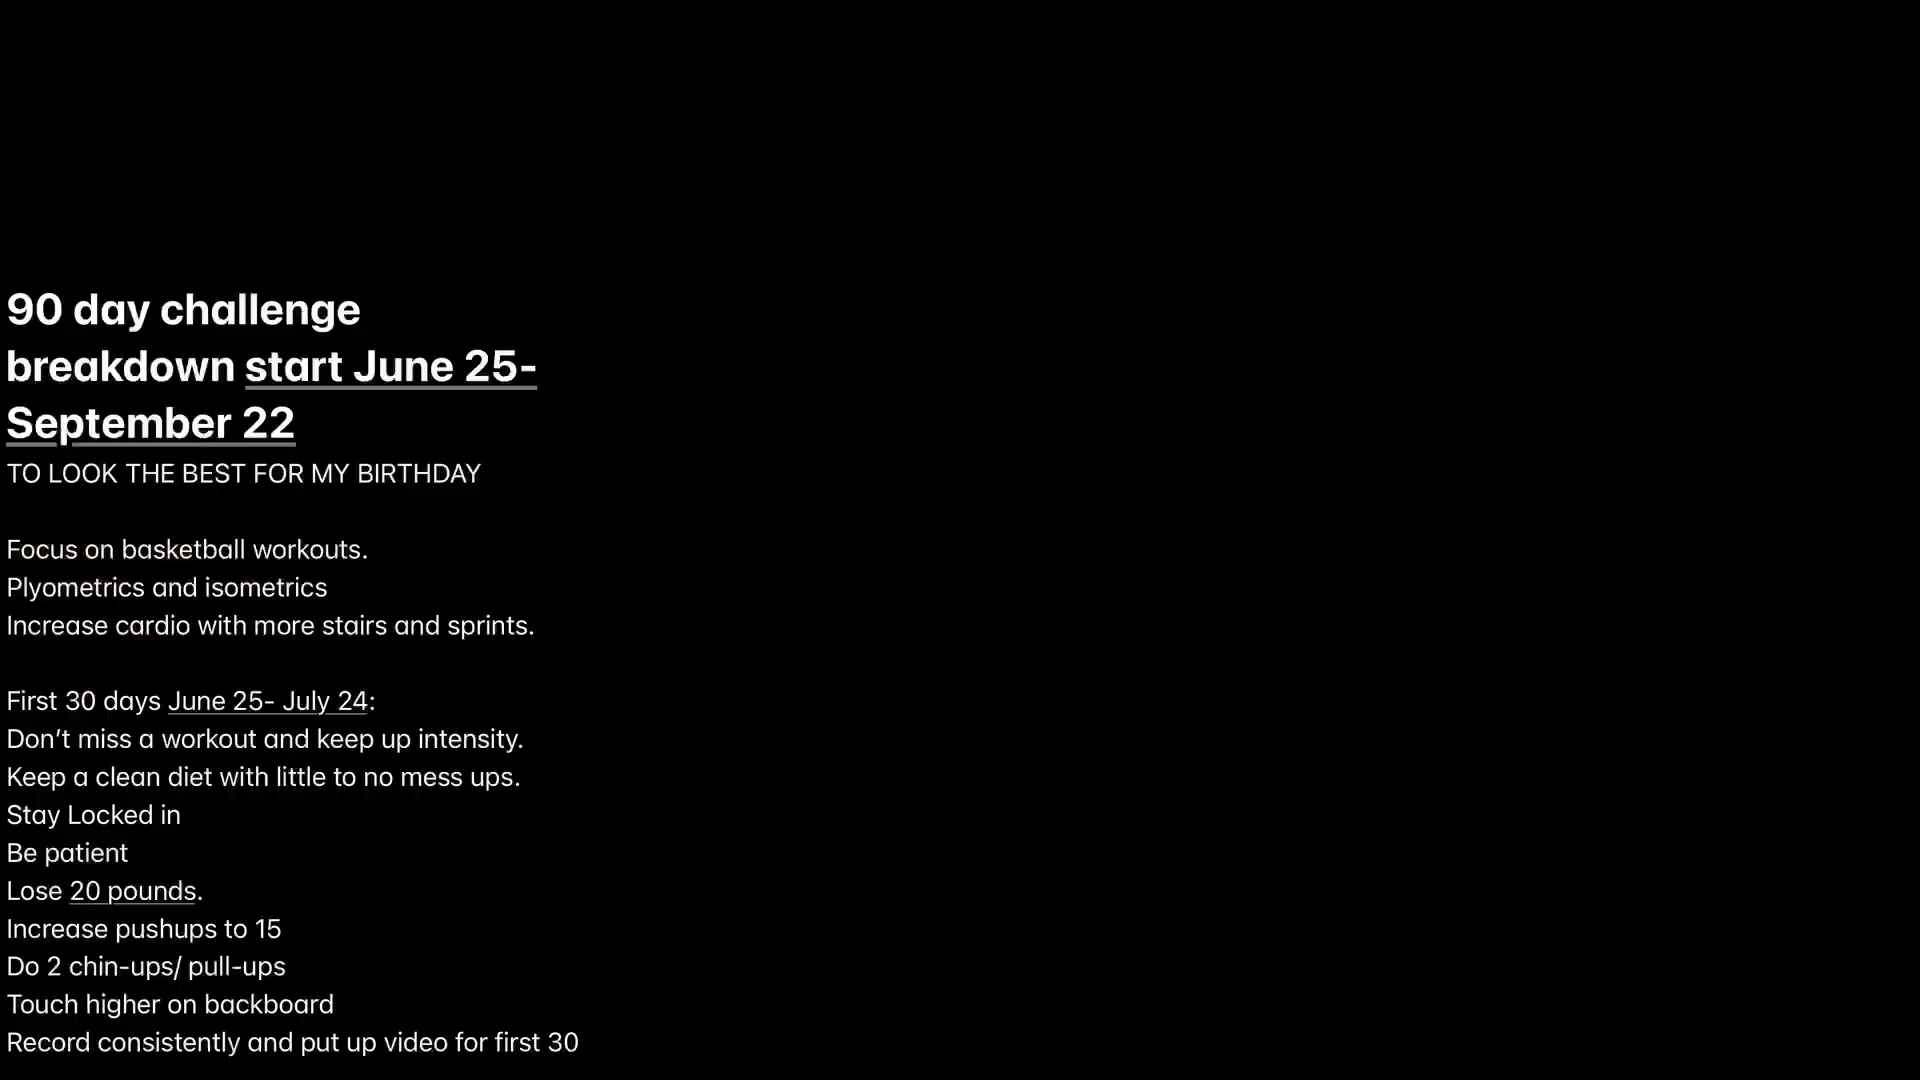 90 day challenge
breakdown start June 25-
September 22
TO LOOK THE BEST FOR MY BIRTHDAY
Focus on basketball workouts.
Plyometrics and isometrics
Increase cardio with more stairs and sprints.
First 30 days June 25- July 24:
Don’t miss a workout and keep up intensity.
Keep a clean diet with little to no mess ups.
Stay Locked in
Be patient
Lose 20 pounds.
Increase pushups to 15
Do 2 chin-ups/ pull-ups
Touch higher on backboard
Record consistently and put up video for first 30